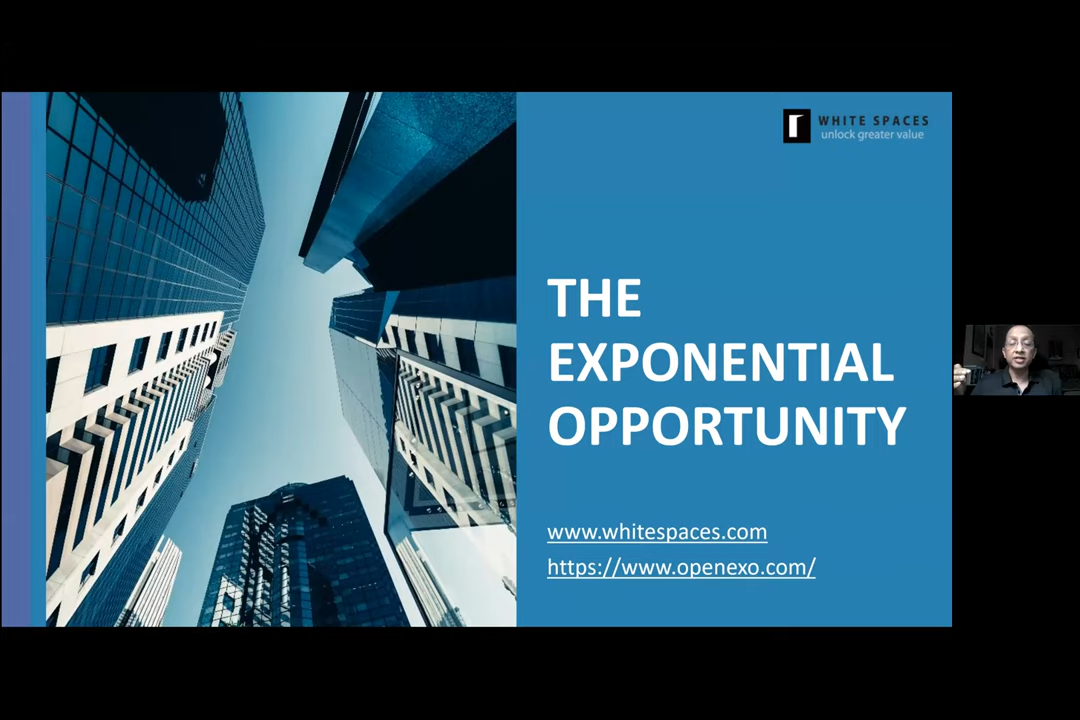 WHITE SPACES
unlock greater value
THE
EXPONENTIAL
OPPORTUNITY
www.whitespaces.com
https://www.openexo.com/